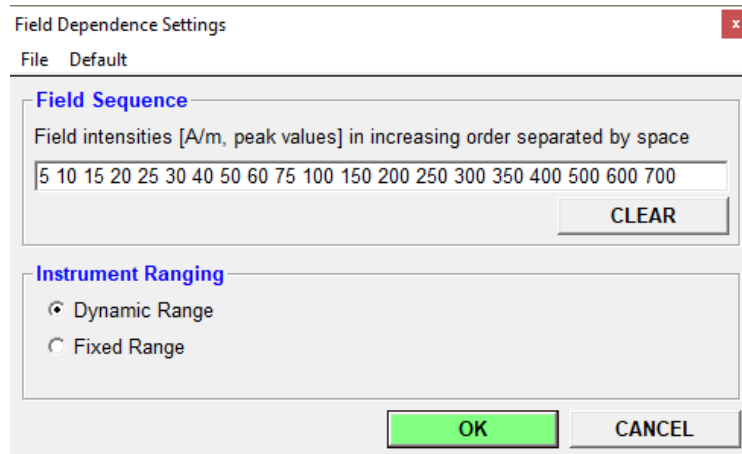 Field Dependence Settings
x
File Default
Field Sequence
Field intensities [A/m, peak values] in increasing order separated by space
5 10 15 20 25 30 40 50 60 75 100 150 200 250 300 350 400 500 600 700
CLEAR
Instrument Ranging
Dynamic Range
Fixed Range
OK CANCEL